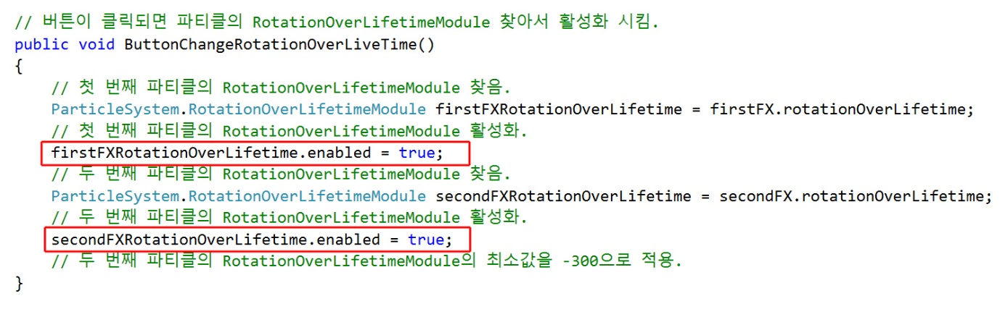 // 버튼이 클릭되면 파티클의 RotationOverLifetimeModule 찾아서 활성화 시킴.
public void ButtonChangeRotationOverLiveTime()
{
// 첫 번째 파티클의 RotationOverLifetimeModule 찾음.
ParticleSystem.RotationOverLifetimeModule firstFXRotationOverLifetime = firstFX.rotationOverLifetime;
// 첫 번째 파티클의 RotationOverLifetimeModule 활성화.
firstFXRotationOverLifetime.enabled = true;
// 두 번째 파티클의 RotationOverLifetimeModule 찾음.
ParticleSystem.RotationOverLifetimeModule secondFXRotationOverLifetime = secondFX.rotationOverLifetime;
// 두 번째 파티클의 RotationOverLifetimeModule 활성화.
secondFXRotationOverLifetime.enabled = true;
// 두 번째 파티클의 RotationOverLifetimeModule의 최소값을 -300으로 적용.
}